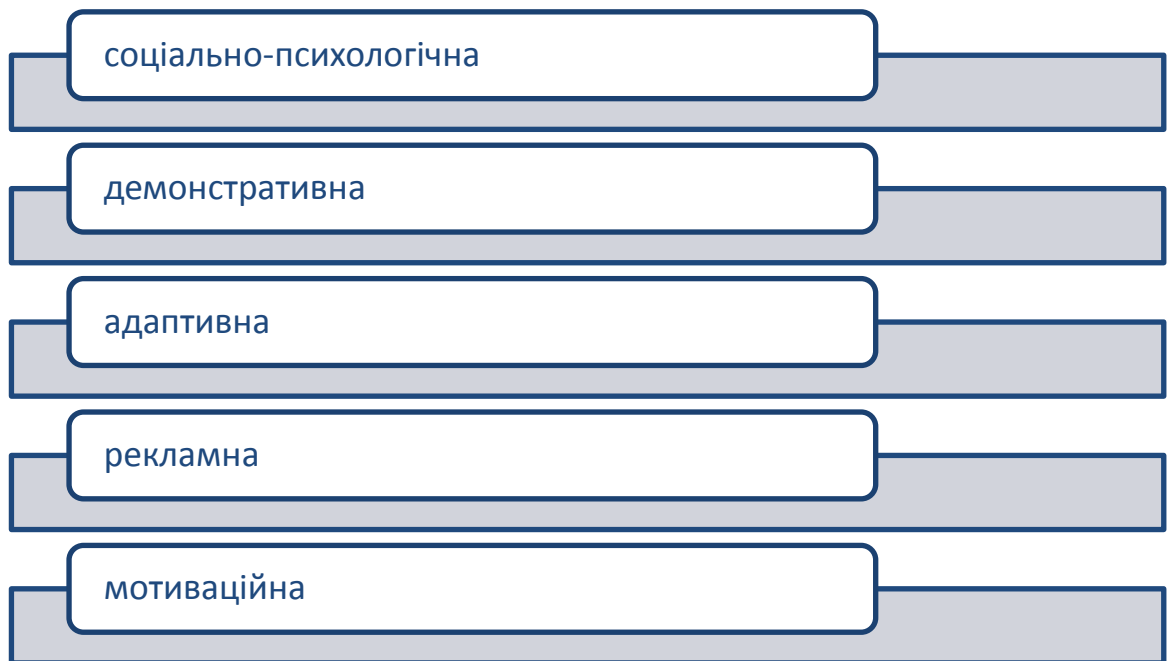 соціально-психологічна
демонстративна
адаптивна
рекламна
мотиваційна